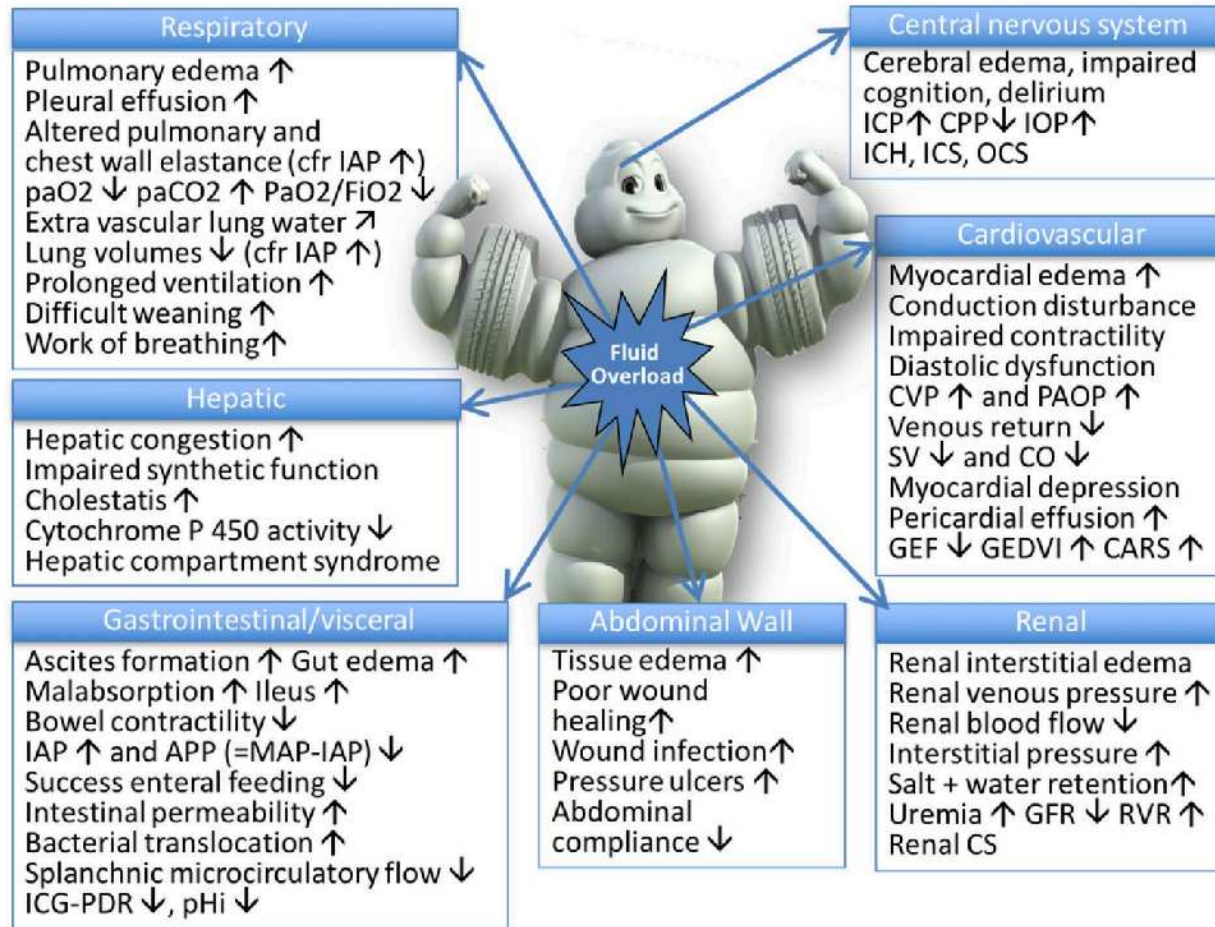 Respiratory
Pulmonary edema ↑
Pleural effusion ↑
Altered pulmonary and
chest wall elastance (cfr IAP ↑)
paO2 ↓ paCO2 ↑ PaO2/FiO2 ↓
Extra vascular lung water ↗
Lung volumes ↓ (cfr IAP ↑)
Prolonged ventilation ↑
Difficult weaning ↑
Work of breathing↑
Central nervous system
Cerebral edema, impaired
cognition, delirium
ICP↑ CPP↓ IOP↑
ICH, ICS, OCS
Cardiovascular
Myocardial edema ↑
Conduction disturbance
Impaired contractility
Diastolic dysfunction
CVP ↑ and PAOP ↑
Venous return ↓
SV ↓ and CO ↓
Myocardial depression
Pericardial effusion ↑
GEF ↓ GEDVI ↑ CARS ↑
Fluid
Overload
Hepatic
Hepatic congestion ↑
Impaired synthetic function
Cholestatis ↑
Cytochrome P 450 activity ↓
Hepatic compartment syndrome
Gastrointestinal/visceral
Ascites formation ↑ Gut edema ↑
Malabsorption ↑ Ileus ↑
Bowel contractility ↓
IAP ↑ and APP (=MAP-IAP) ↓
Success enteral feeding ↓
Intestinal permeability ↑
Bacterial translocation ↑
Splanchnic microcirculatory flow ↓
ICG-PDR ↓, pHi ↓
Abdominal Wall
Tissue edema ↑
Poor wound
healing↑
Wound infection↑
Pressure ulcers ↑
Abdominal
compliance ↓
Renal
Renal interstitial edema
Renal venous pressure ↑
Renal blood flow ↓
Interstitial pressure ↑
Salt + water retention↑
Uremia ↑ GFR ↓ RVR ↑
Renal CS